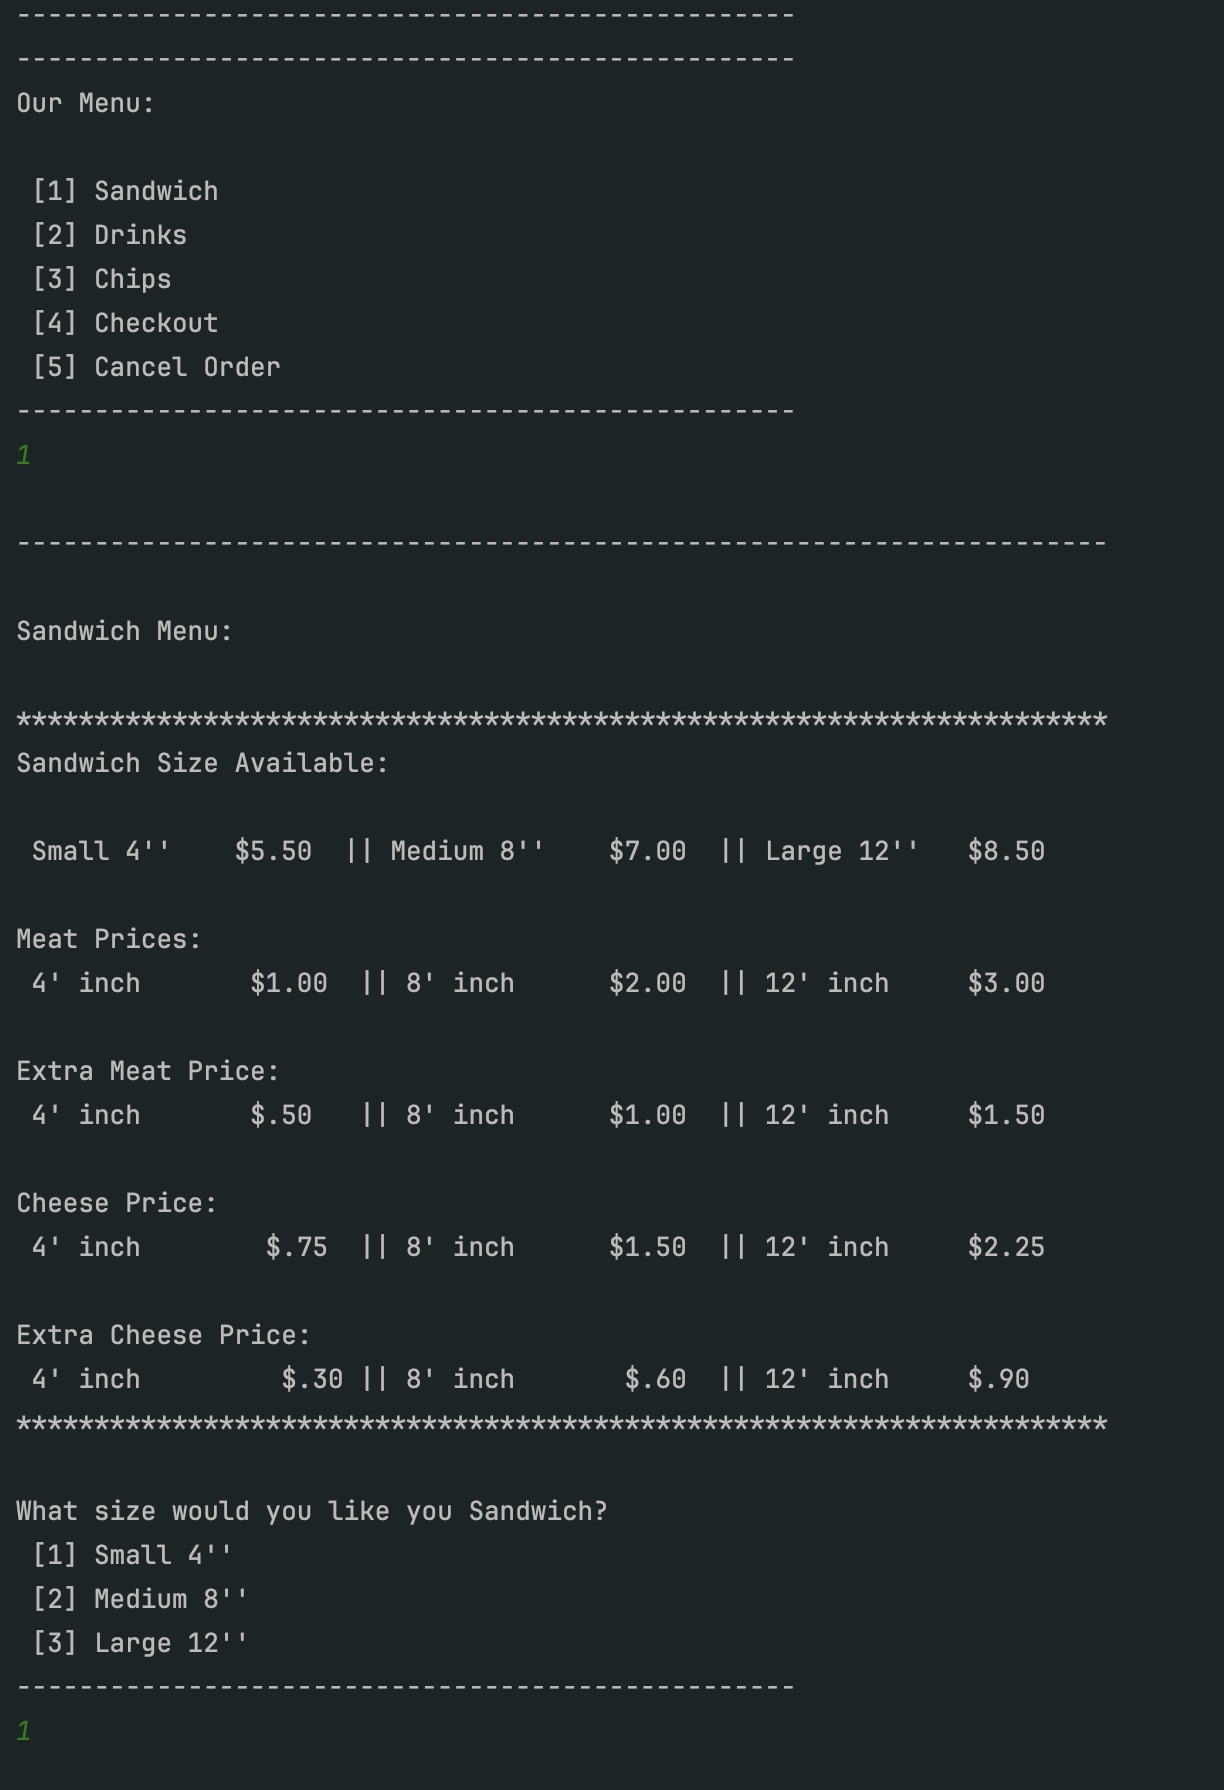 --------------------------------------------------
--------------------------------------------------
Our Menu:

 [1] Sandwich
 [2] Drinks
 [3] Chips
 [4] Checkout
 [5] Cancel Order
--------------------------------------------------
1

----------------------------------------------------------------------

Sandwich Menu:

**********************************************************************
Sandwich Size Available:

 Small 4''    $5.50  || Medium 8''    $7.00  || Large 12''   $8.50

Meat Prices:
 4' inch       $1.00  || 8' inch      $2.00  || 12' inch     $3.00

Extra Meat Price:
 4' inch       $.50   || 8' inch      $1.00  || 12' inch     $1.50

Cheese Price:
 4' inch        $.75  || 8' inch      $1.50  || 12' inch     $2.25

Extra Cheese Price:
 4' inch         $.30 || 8' inch       $.60  || 12' inch     $.90
**********************************************************************

What size would you like you Sandwich?
 [1] Small 4''
 [2] Medium 8''
 [3] Large 12''
--------------------------------------------------
1